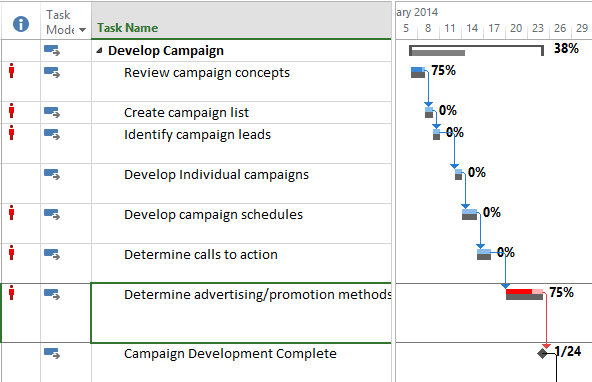 Task Mode
Task Name
ary 2014
5 8 11 14 17 20 23 26 29
Develop Campaign 38%
Review campaign concepts 75%
Create campaign list 0%
Identify campaign leads 0%
Develop Individual campaigns 0%
Develop campaign schedules 0%
Determine calls to action 0%
Determine advertising/promotion methods 75%
Campaign Development Complete 1/24